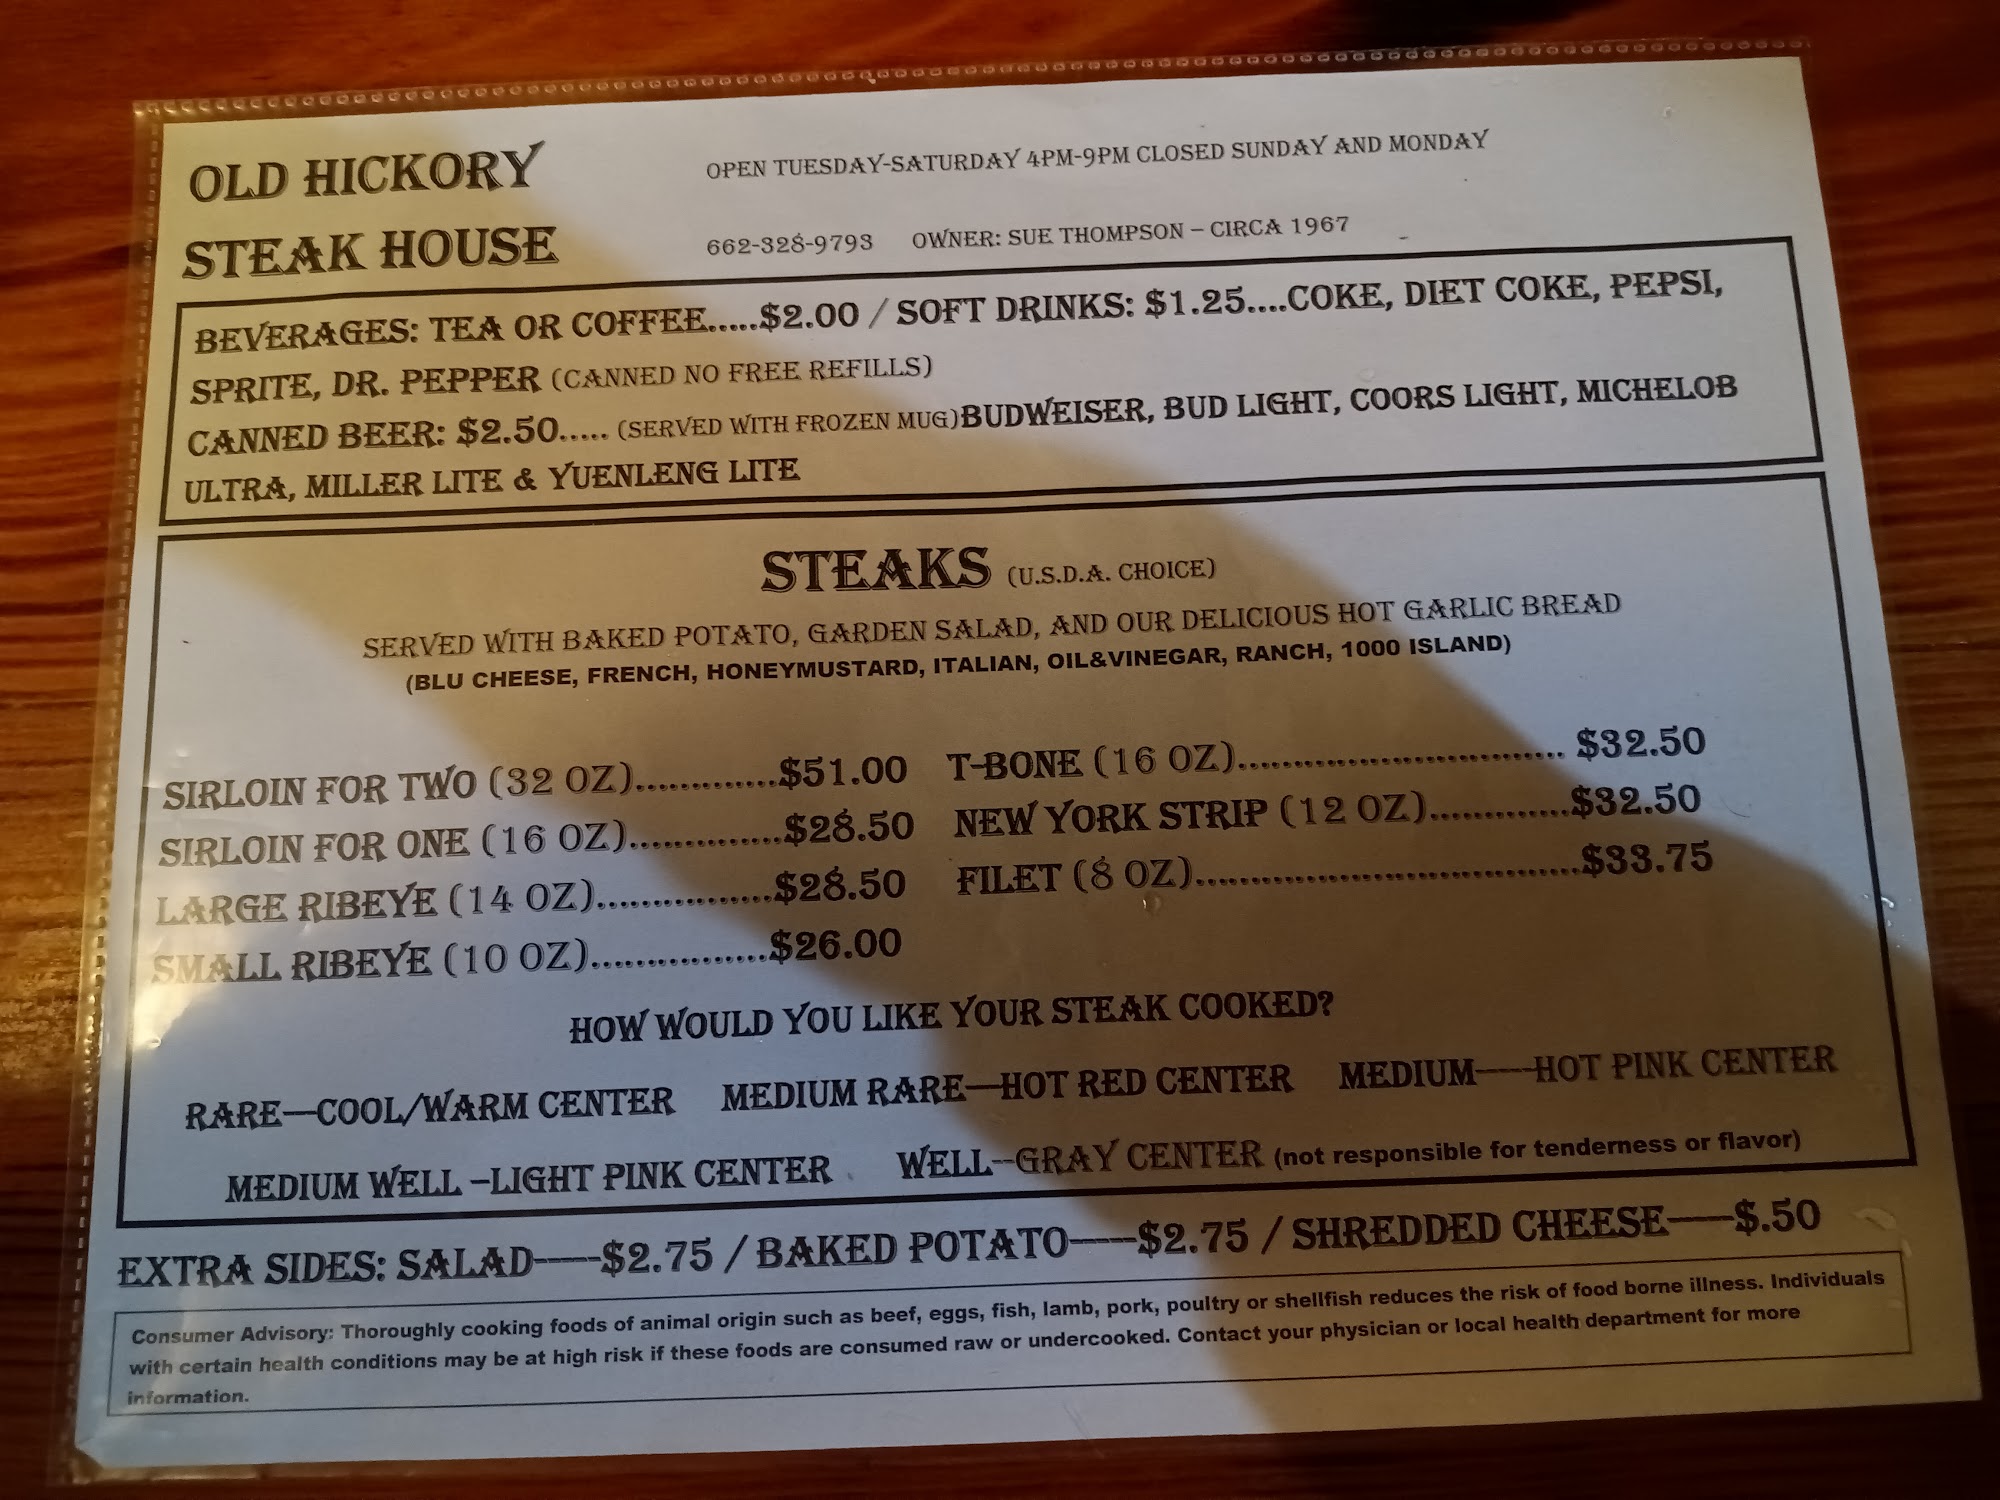 OLD HICKORY
STEAK HOUSE
OPEN TUESDAY-SATURDAY 4PM-9PM CLOSED SUNDAY AND MONDAY
662-328-9793 OWNER: SUE THOMPSON – CIRCA 1967
BEVERAGES: TEA OR COFFEE.....$2.00 / SOFT DRINKS: $1.25....COKE, DIET COKE, PEPSI,
SPRITE, DR. PEPPER (CANNED NO FREE REFILLS)
CANNED BEER: $2.50..... (SERVED WITH FROZEN MUG)BUDWEISER, BUD LIGHT, COORS LIGHT, MICHELOB
ULTRA, MILLER LITE & YUENLENG LITE
STEAKS (U.S.D.A. CHOICE)
SERVED WITH BAKED POTATO, GARDEN SALAD, AND OUR DELICIOUS HOT GARLIC BREAD
(BLU CHEESE, FRENCH, HONEYMUSTARD, ITALIAN, OIL&VINEGAR, RANCH, 1000 ISLAND)
SIRLOIN FOR TWO (32 OZ).............$51.00 T-BONE (16 OZ)............................. $32.50
SIRLOIN FOR ONE (16 OZ)..............$28.50 NEW YORK STRIP (12 OZ).............$32.50
LARGE RIBEYE (14 OZ)................$28.50 FILET (8 OZ)...................................$33.75
SMALL RIBEYE (10 OZ)................$26.00
HOW WOULD YOU LIKE YOUR STEAK COOKED?
RARE—COOL/WARM CENTER MEDIUM RARE—HOT RED CENTER MEDIUM----HOT PINK CENTER
MEDIUM WELL –LIGHT PINK CENTER WELL--GRAY CENTER (not responsible for tenderness or flavor)
EXTRA SIDES: SALAD----$2.75 / BAKED POTATO----$2.75 / SHREDDED CHEESE----$.50
Consumer Advisory: Thoroughly cooking foods of animal origin such as beef, eggs, fish, lamb, pork, poultry or shellfish reduces the risk of food borne illness. Individuals
with certain health conditions may be at high risk if these foods are consumed raw or undercooked. Contact your physician or local health department for more
information.